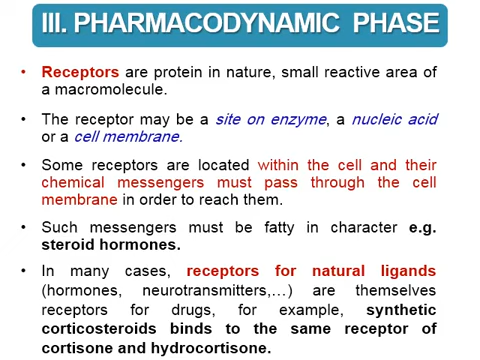 III. PHARMACODYNAMIC PHASE
• Receptors are protein in nature, small reactive area of
a macromolecule.
• The receptor may be a site on enzyme, a nucleic acid
or a cell membrane.
• Some receptors are located within the cell and their
chemical messengers must pass through the cell
membrane in order to reach them.
• Such messengers must be fatty in character e.g.
steroid hormones.
• In many cases, receptors for natural ligands
(hormones, neurotransmitters,...) are themselves
receptors for drugs, for example, synthetic
corticosteroids binds to the same receptor of
cortisone and hydrocortisone.